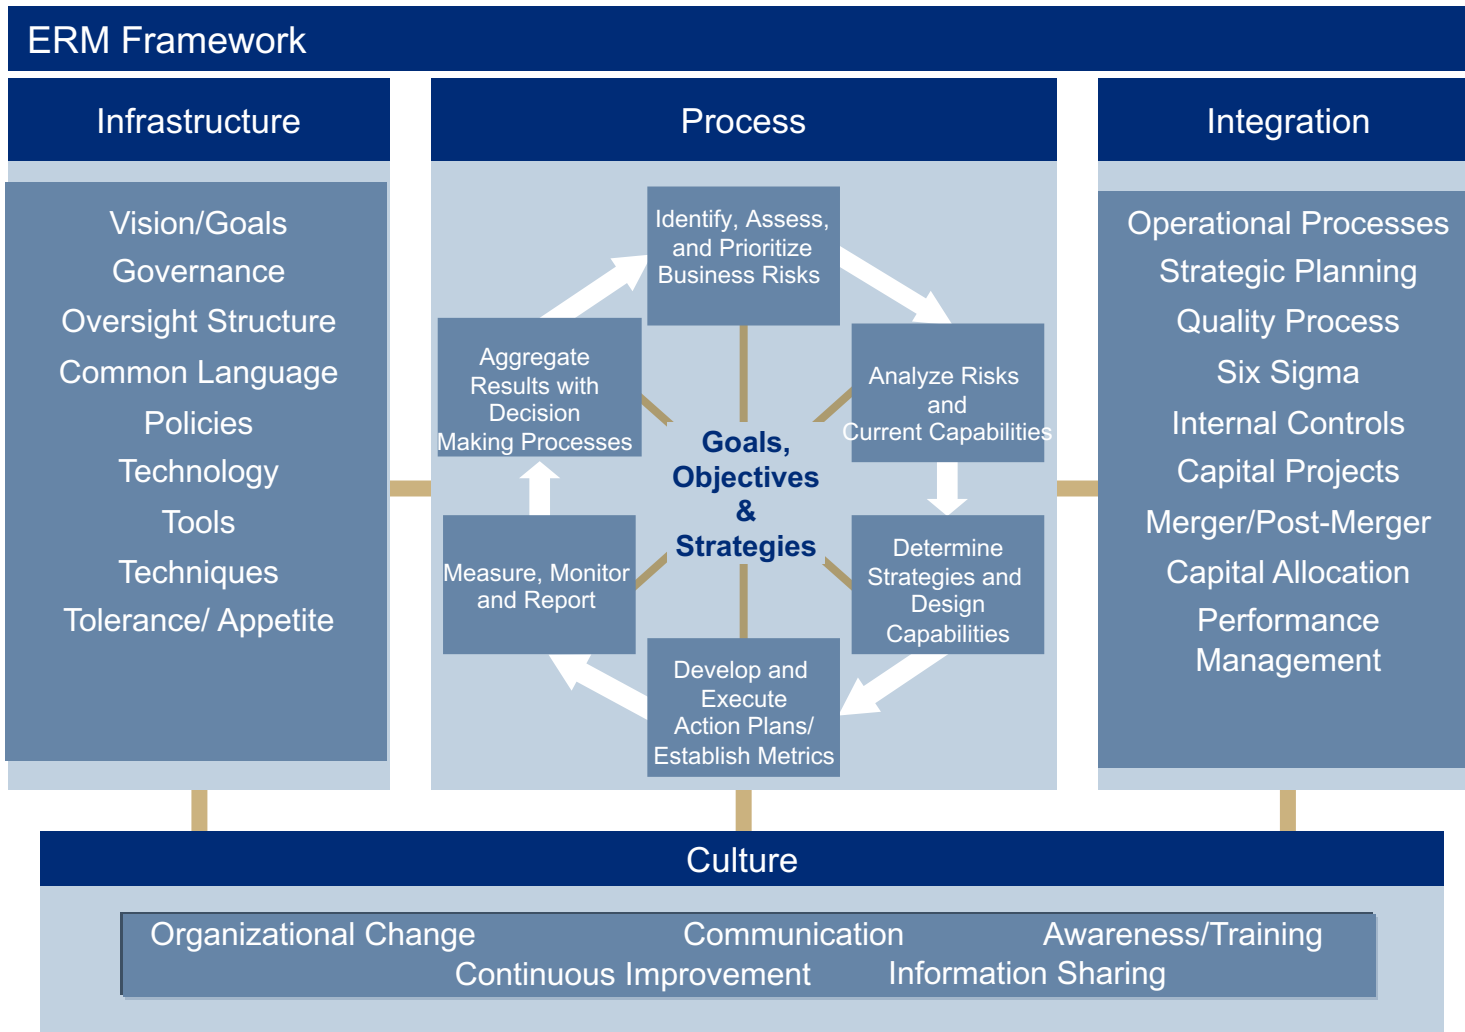 ERM Framework
Infrastructure
Vision/Goals
Governance
Oversight Structure
Common Language
Policies
Technology
Tools
Techniques
Tolerance/ Appetite
Process
Identify, Assess,
and Prioritize
Business Risks
Analyze Risks
and
Current Capabilities
Determine
Strategies and
Design
Capabilities
Develop and
Execute
Action Plans/
Establish Metrics
Measure, Monitor
and Report
Aggregate
Results with
Decision
Making Processes
Goals,
Objectives
&
Strategies
Integration
Operational Processes
Strategic Planning
Quality Process
Six Sigma
Internal Controls
Capital Projects
Merger/Post-Merger
Capital Allocation
Performance
Management
Culture
Organizational Change Communication Awareness/Training
Continuous Improvement Information Sharing